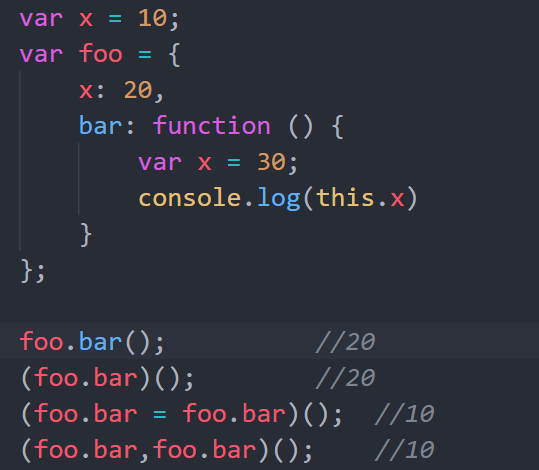 var x = 10;
var foo = {
    x: 20,
    bar: function () {
        var x = 30;
        console.log(this.x)
    }
};
foo.bar();          //20
(foo.bar)();        //20
(foo.bar = foo.bar)();  //10
(foo.bar,foo.bar)();    //10